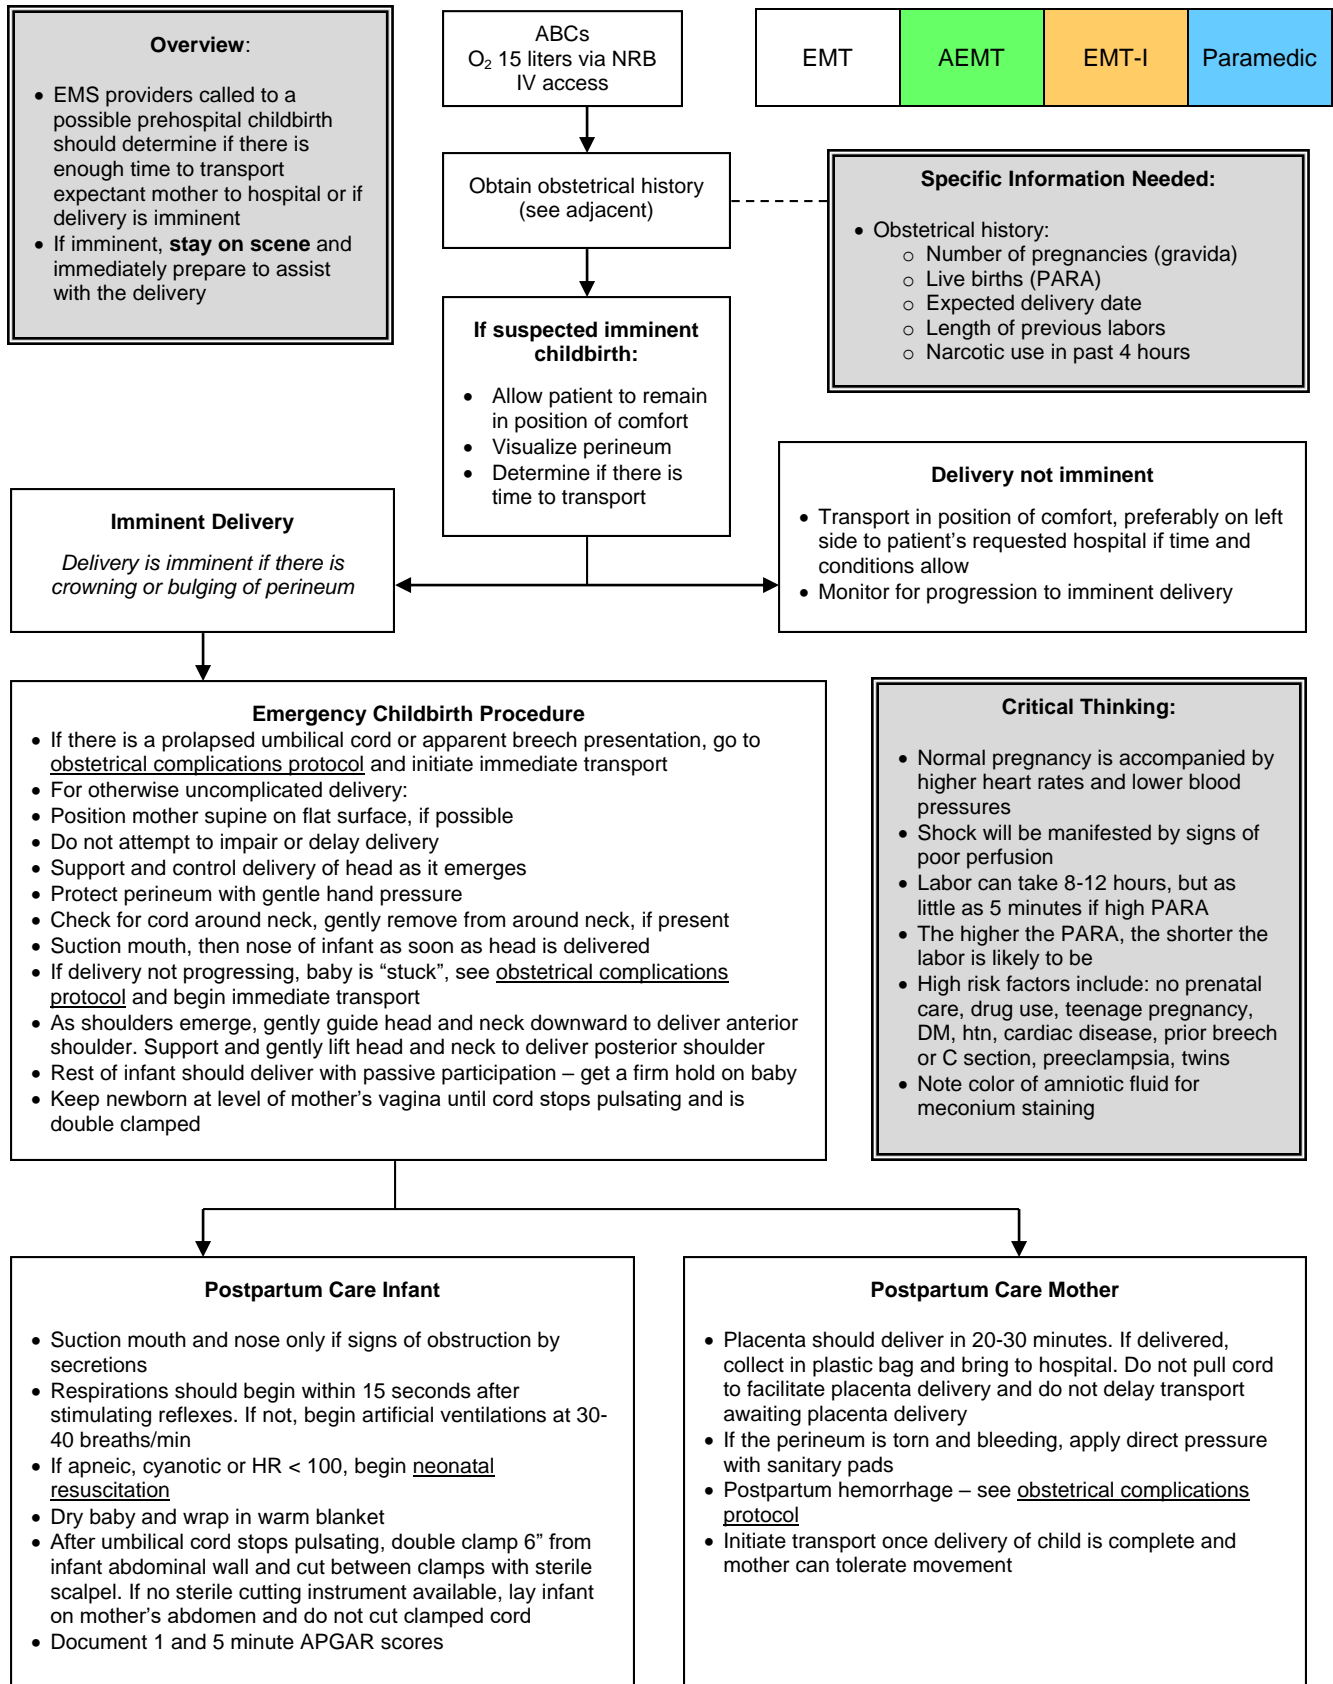 Overview:
• EMS providers called to a
possible prehospital childbirth
should determine if there is
enough time to transport
expectant mother to hospital or if
delivery is imminent
• If imminent, stay on scene and
immediately prepare to assist
with the delivery
ABCs
O₂ 15 liters via NRB
IV access
EMT
AEMT
EMT-I
Paramedic
Obtain obstetrical history
(see adjacent)
Specific Information Needed:
• Obstetrical history:
o Number of pregnancies (gravida)
o Live births (PARA)
o Expected delivery date
o Length of previous labors
o Narcotic use in past 4 hours
If suspected imminent
childbirth:
• Allow patient to remain
in position of comfort
• Visualize perineum
• Determine if there is
time to transport
Imminent Delivery
Delivery is imminent if there is
crowning or bulging of perineum
Delivery not imminent
• Transport in position of comfort, preferably on left
side to patient’s requested hospital if time and
conditions allow
• Monitor for progression to imminent delivery
Emergency Childbirth Procedure
• If there is a prolapsed umbilical cord or apparent breech presentation, go to
obstetrical complications protocol and initiate immediate transport
• For otherwise uncomplicated delivery:
• Position mother supine on flat surface, if possible
• Do not attempt to impair or delay delivery
• Support and control delivery of head as it emerges
• Protect perineum with gentle hand pressure
• Check for cord around neck, gently remove from around neck, if present
• Suction mouth, then nose of infant as soon as head is delivered
• If delivery not progressing, baby is “stuck”, see obstetrical complications
protocol and begin immediate transport
• As shoulders emerge, gently guide head and neck downward to deliver anterior
shoulder. Support and gently lift head and neck to deliver posterior shoulder
• Rest of infant should deliver with passive participation – get a firm hold on baby
• Keep newborn at level of mother’s vagina until cord stops pulsating and is
double clamped
Critical Thinking:
• Normal pregnancy is accompanied by
higher heart rates and lower blood
pressures
• Shock will be manifested by signs of
poor perfusion
• Labor can take 8-12 hours, but as
little as 5 minutes if high PARA
• The higher the PARA, the shorter the
labor is likely to be
• High risk factors include: no prenatal
care, drug use, teenage pregnancy,
DM, htn, cardiac disease, prior breech
or C section, preeclampsia, twins
• Note color of amniotic fluid for
meconium staining
Postpartum Care Infant
• Suction mouth and nose only if signs of obstruction by
secretions
• Respirations should begin within 15 seconds after
stimulating reflexes. If not, begin artificial ventilations at 30-
40 breaths/min
• If apneic, cyanotic or HR < 100, begin neonatal
resuscitation
• Dry baby and wrap in warm blanket
• After umbilical cord stops pulsating, double clamp 6” from
infant abdominal wall and cut between clamps with sterile
scalpel. If no sterile cutting instrument available, lay infant
on mother’s abdomen and do not cut clamped cord
• Document 1 and 5 minute APGAR scores
Postpartum Care Mother
• Placenta should deliver in 20-30 minutes. If delivered,
collect in plastic bag and bring to hospital. Do not pull cord
to facilitate placenta delivery and do not delay transport
awaiting placenta delivery
• If the perineum is torn and bleeding, apply direct pressure
with sanitary pads
• Postpartum hemorrhage – see obstetrical complications
protocol
• Initiate transport once delivery of child is complete and
mother can tolerate movement